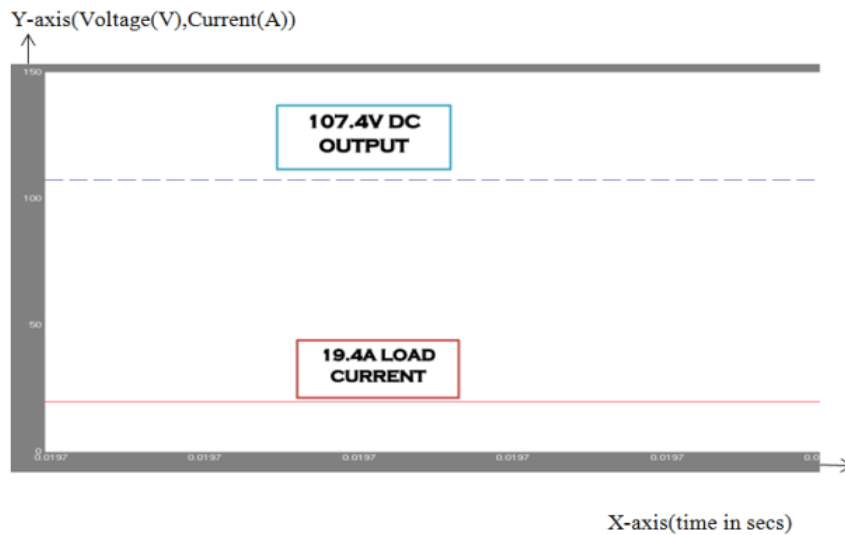 Y-axis(Voltage(V),Current(A))
150
107.4V DC
OUTPUT
100
50
19.4A LOAD
CURRENT
0
0.0197 0.0197 0.0197 0.0197 0.0197 0.0
X-axis(time in secs)